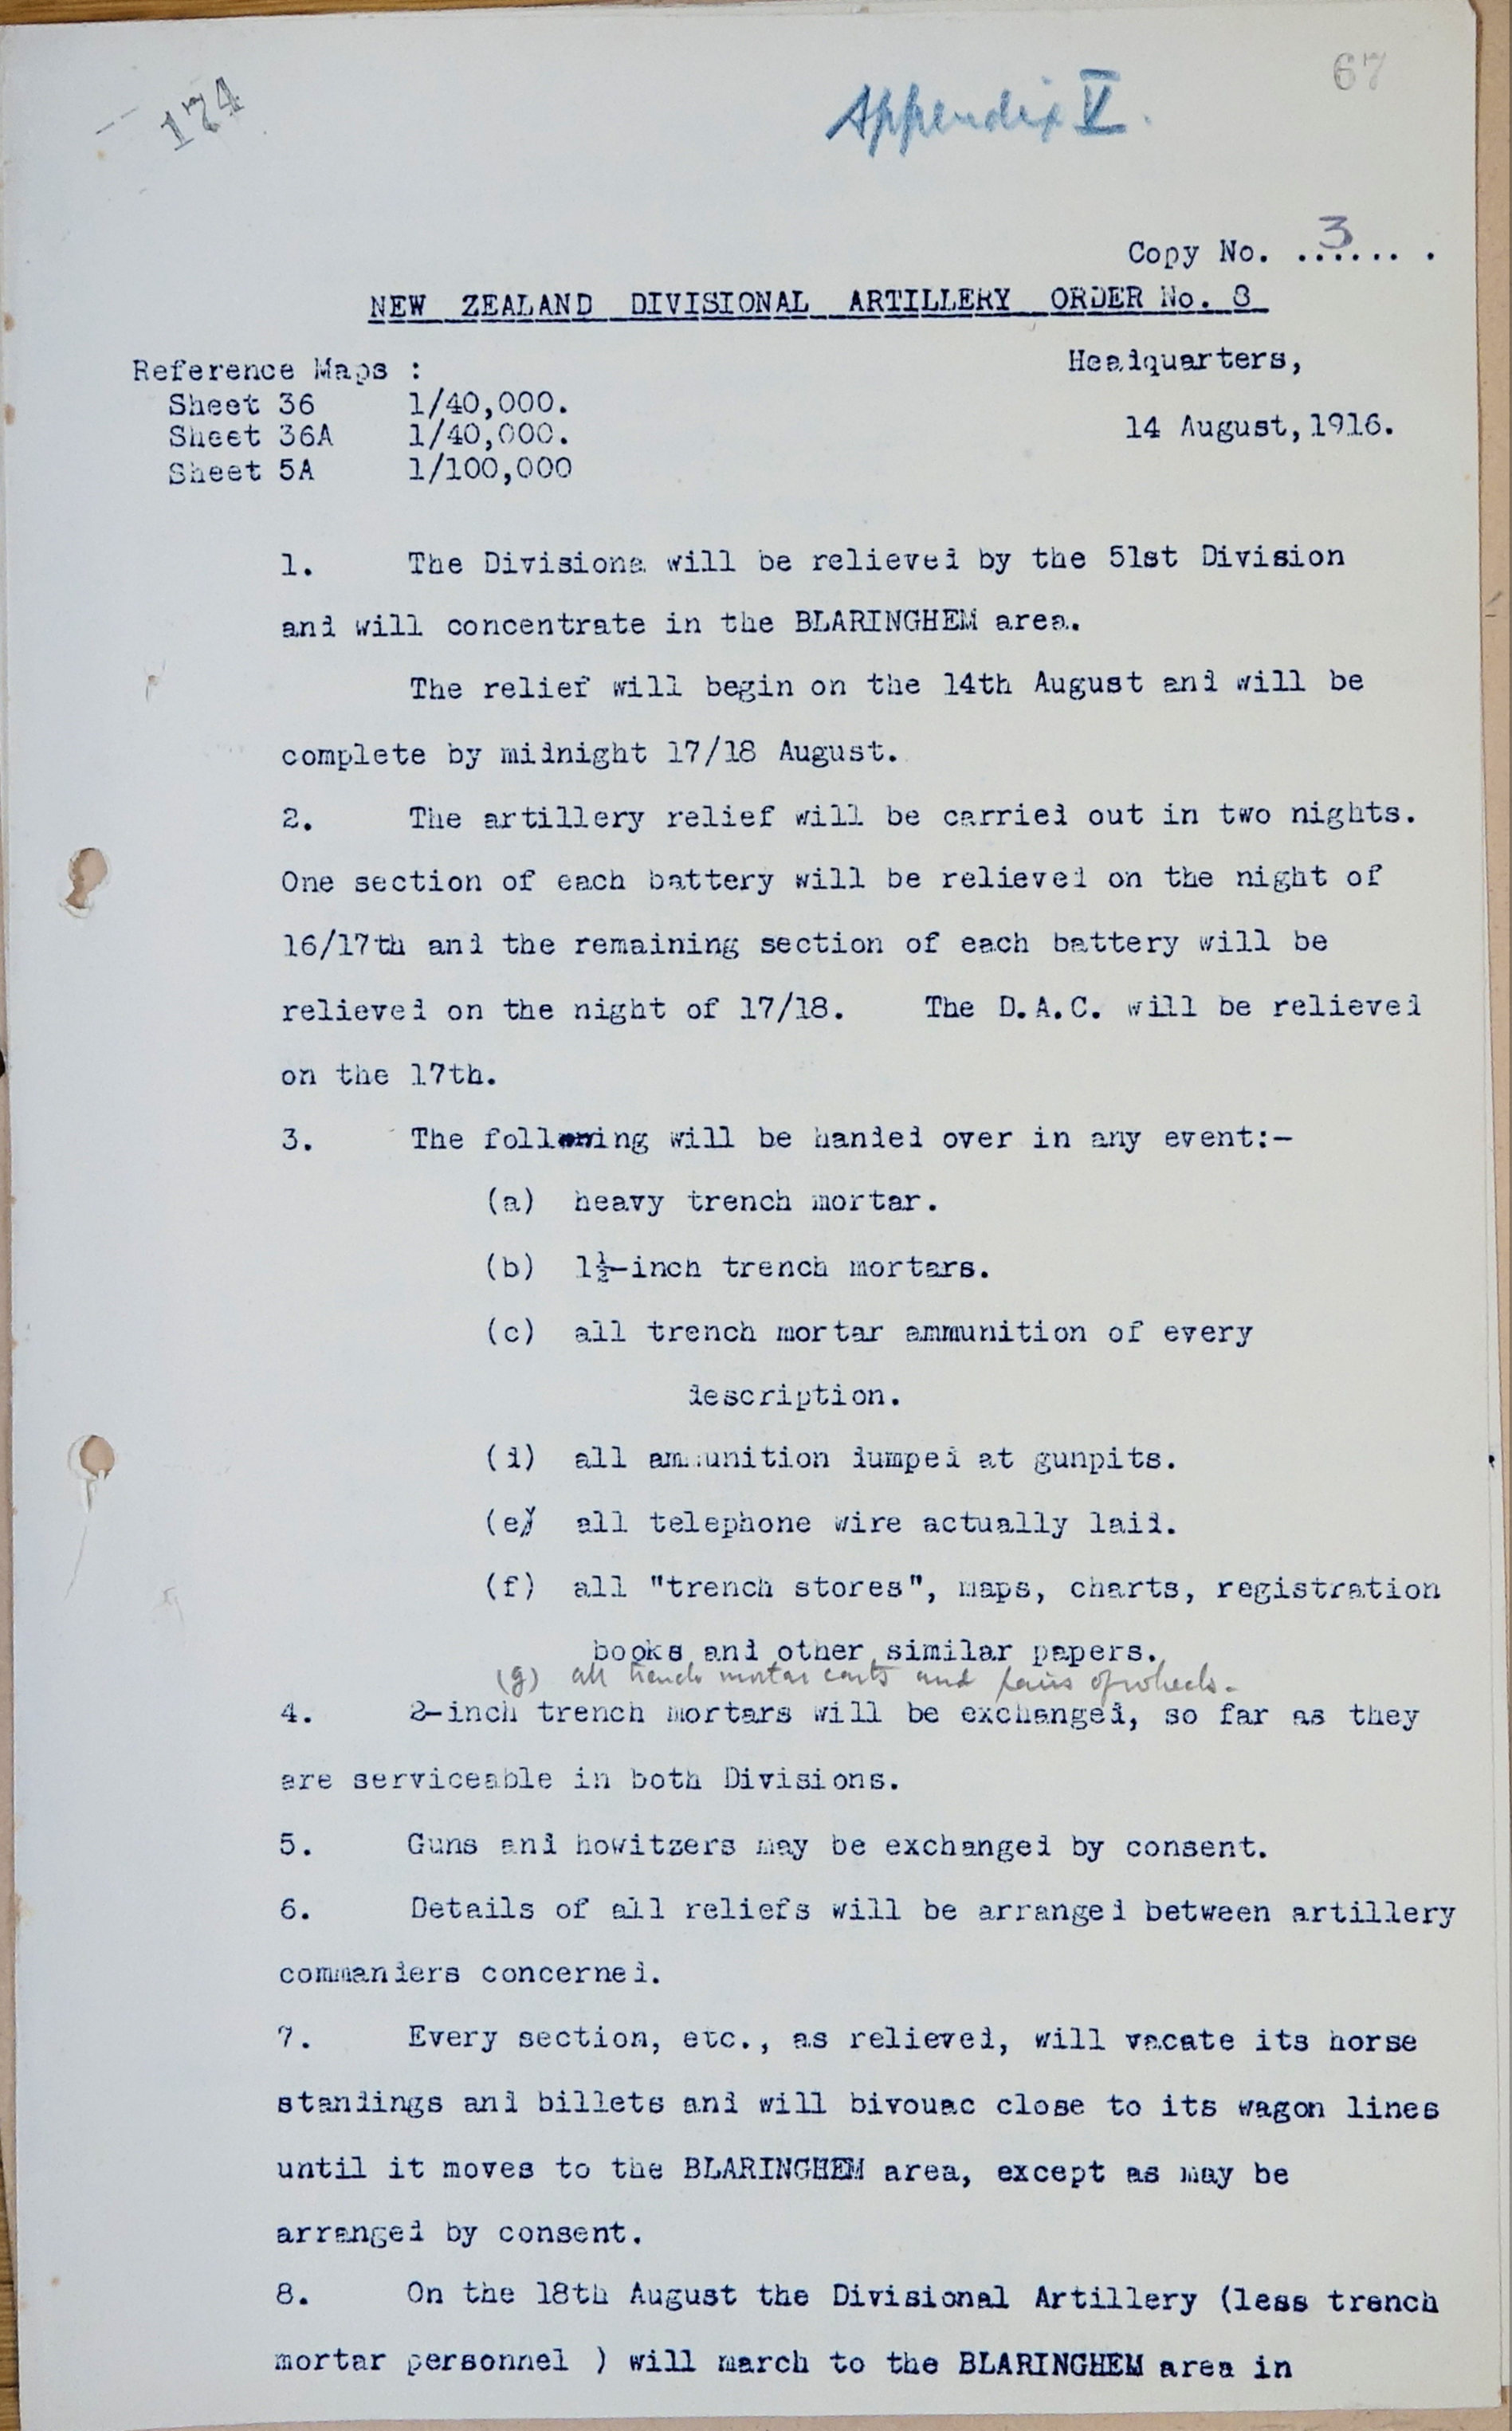 174
Appendix V.
67
Copy No. ...3... .
NEW ZEALAND DIVISIONAL ARTILLERY ORDER No. 8
Reference Maps :
Headquarters,
Sheet 36 1/40,000.
14 August, 1916.
Sheet 36A 1/40,000.
Sheet 5A 1/100,000
1. The Divisions will be relieved by the 51st Division
and will concentrate in the BLARINGHEM area.
The relief will begin on the 14th August and will be
complete by midnight 17/18 August.
2. The artillery relief will be carried out in two nights.
One section of each battery will be relieved on the night of
16/17th and the remaining section of each battery will be
relieved on the night of 17/18. The D.A.C. will be relieved
on the 17th.
3. The following will be handed over in any event:-
(a) heavy trench mortar.
(b) 1½-inch trench mortars.
(c) all trench mortar ammunition of every
description.
(d) all ammunition dumped at gunpits.
(e) all telephone wire actually laid.
(f) all "trench stores", maps, charts, registration
books and other similar papers.
(g) all trench mortar carts and pairs of wheels.
4. 2-inch trench mortars will be exchanged, so far as they
are serviceable in both Divisions.
5. Guns and howitzers may be exchanged by consent.
6. Details of all reliefs will be arranged between artillery
commanders concerned.
7. Every section, etc., as relieved, will vacate its horse
standings and billets and will bivouac close to its wagon lines
until it moves to the BLARINGHEM area, except as may be
arranged by consent.
8. On the 18th August the Divisional Artillery (less trench
mortar personnel ) will march to the BLARINGHEM area in